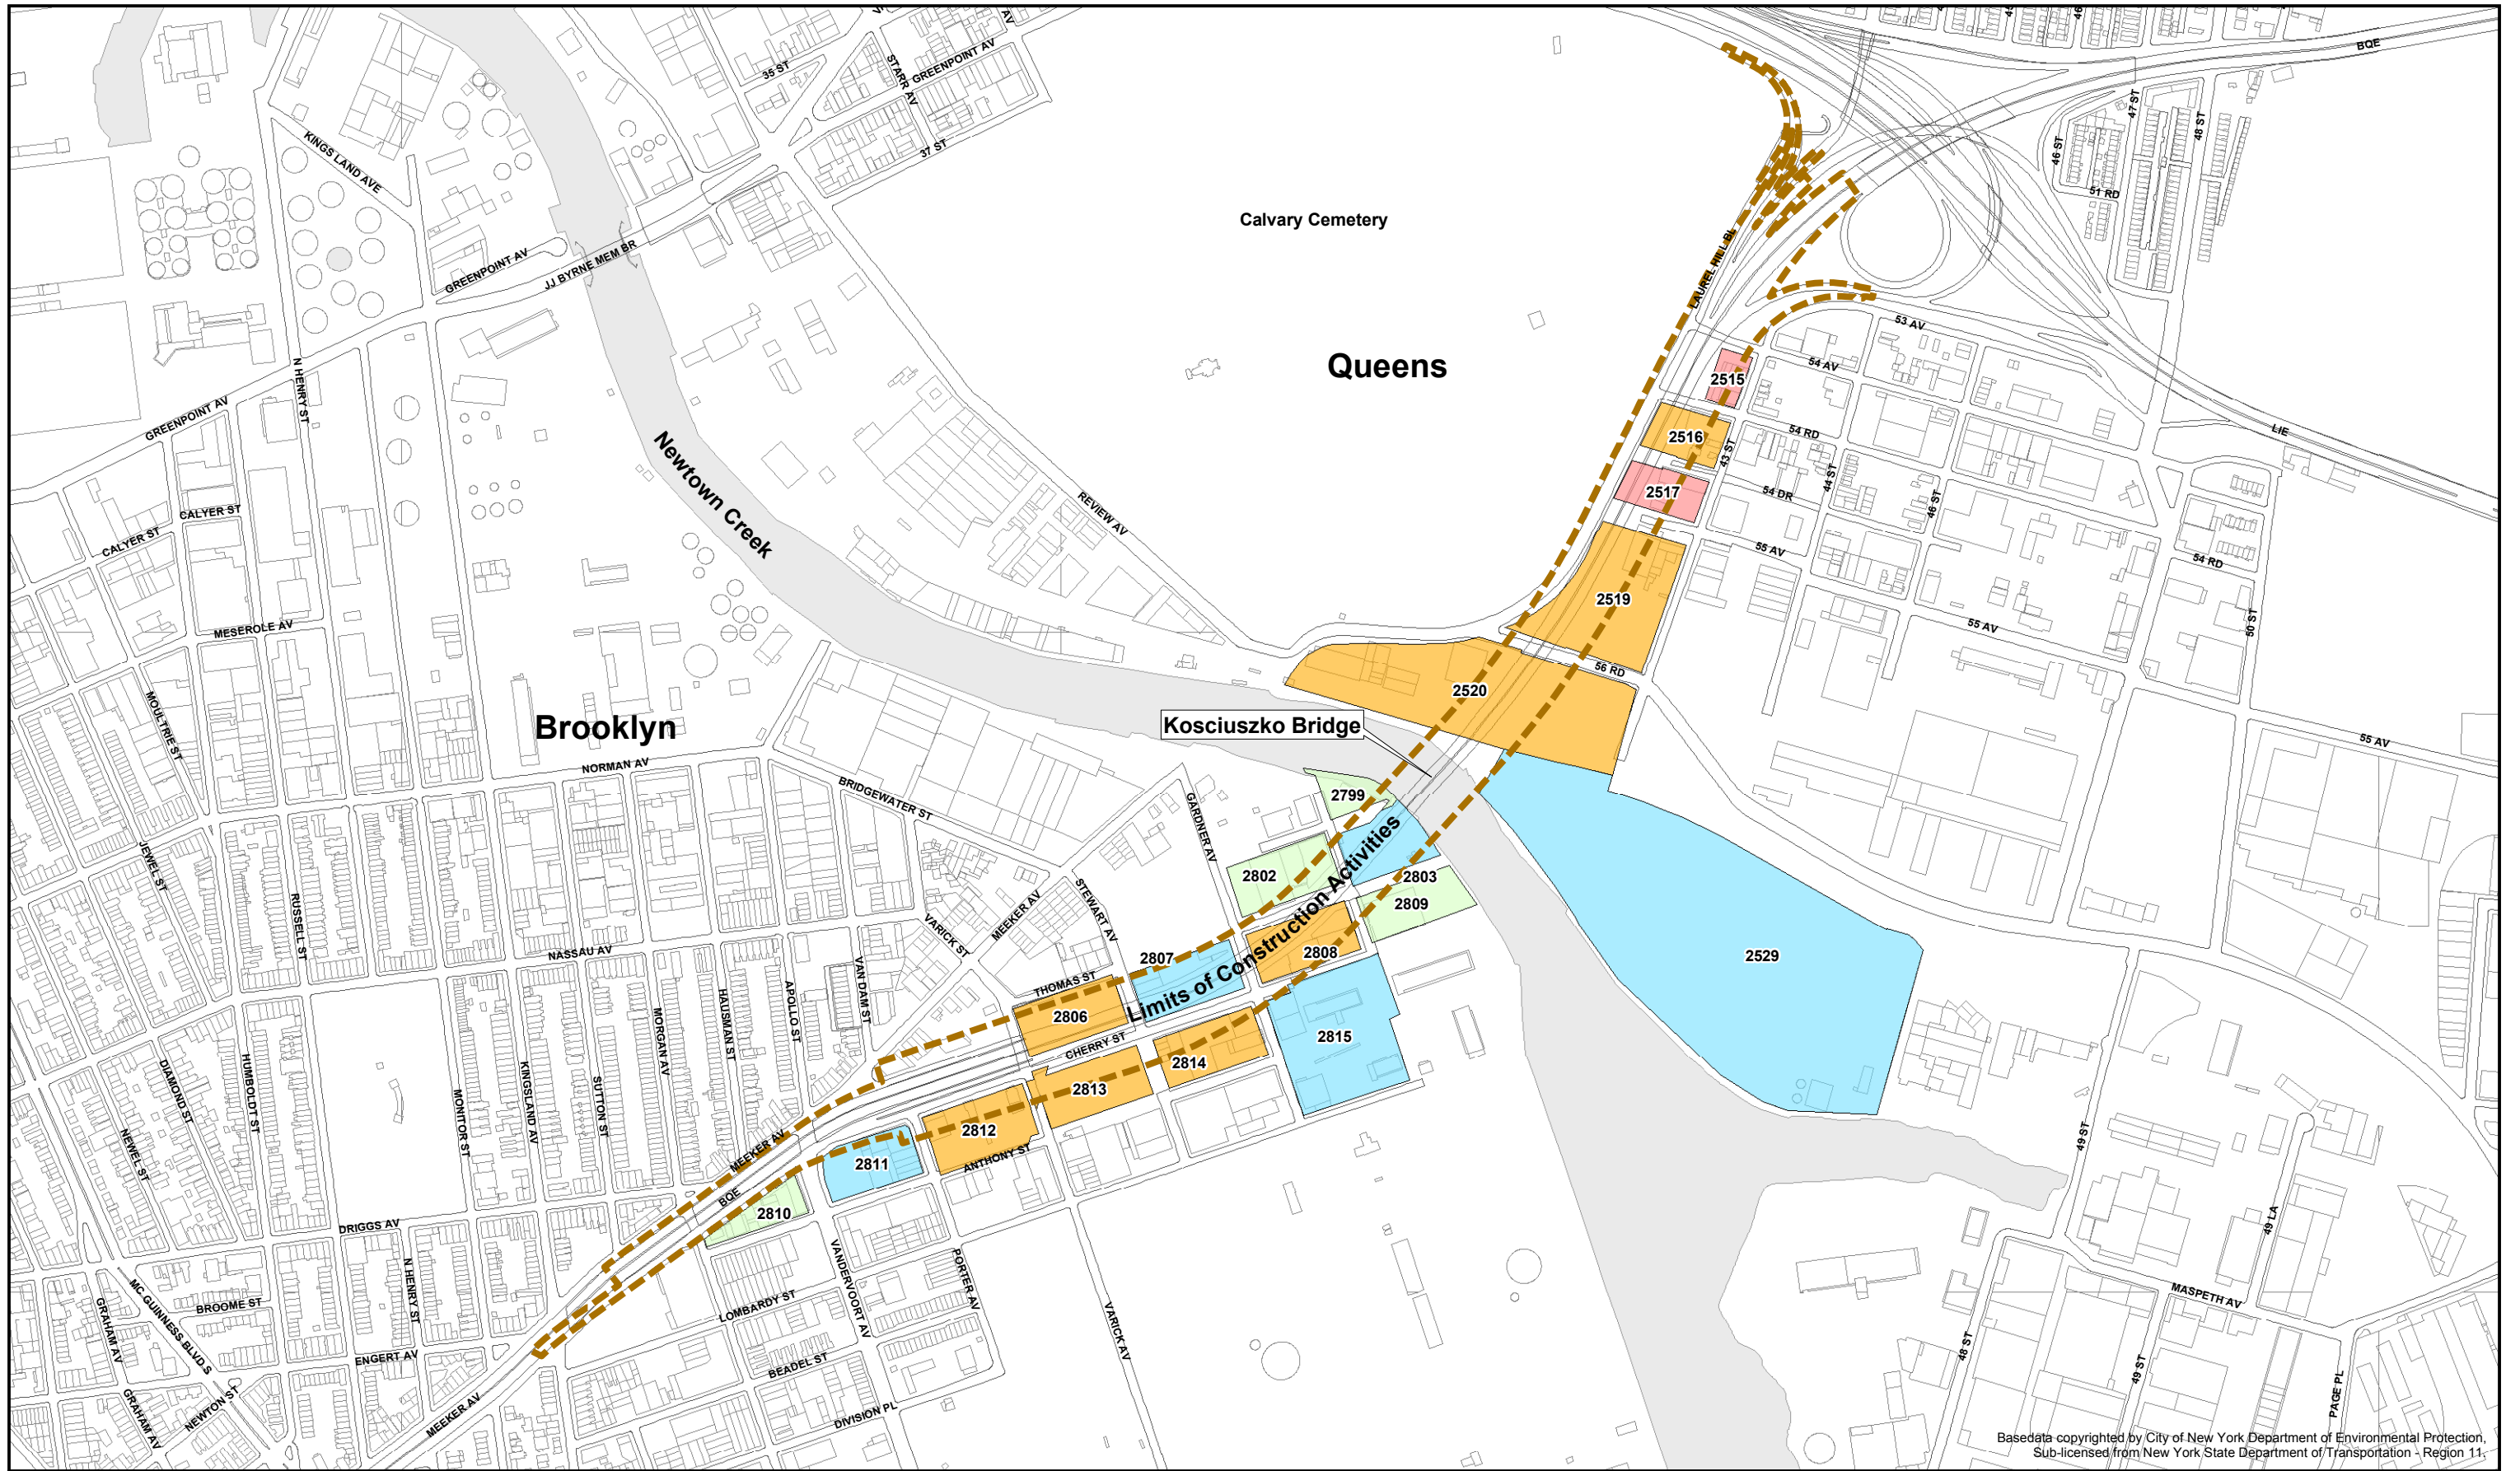 BQE
35 ST
STARR AV
GREENPOINT AV
37 ST
47 ST
48 ST
46 ST
51 RD
KINGS LAND AVE
Calvary Cemetery
GREENPOINT AV
JJ BYRNE MEM BR
LAUREL HILL BL
53 AV
54 AV
Queens
2515
N HENRY ST
GREENPOINT AV
2516
43 ST
54 RD
LIE
44 ST
2517
54 DR
46 ST
Newtown Creek
REVIEW AV
CALYER ST
CALYER ST
55 AV
54 RD
2519
MESEROLE AV
55 AV
50 ST
56 RD
2520
MOULTRIE ST
Brooklyn
Kosciuszko Bridge
55 AV
NORMAN AV
BRIDGEWATER ST
GARDNER AV
2799
Limits of Construction Activities
JEWEL ST
2802
2803
2809
RUSSELL ST
STEWART AV
MEEKER AV
VARICK ST
NASSAU AV
2807
2808
2529
VAN DAM ST
APOLLO ST
HAUSMAN ST
MORGAN AV
THOMAS ST
2806
2815
CHERRY ST
2814
2813
DIAMOND ST
HUMBOLDT ST
MONITOR ST
KINGSLAND AV
SUTTON ST
NEWEL ST
2812
ANTHONY ST
MEEKER AV
2811
49 ST
BQE
2810
DRIGGS AV
49 LA
N HENRY ST
VANDERVOORT AV
PORTER AV
MC GUINNESS BLVD S
BROOME ST
GRAHAM AV
LOMBARDY ST
VARICK AV
MASPETH AV
ENGERT AV
BEADEL ST
48 ST
49 ST
PAGE PL
GRAHAM AV
NEWTON ST
MEEKER AV
DIVISION PL
Basedata copyrighted by City of New York Department of Environmental Protection,
Sub-licensed from New York State Department of Transportation - Region 11.